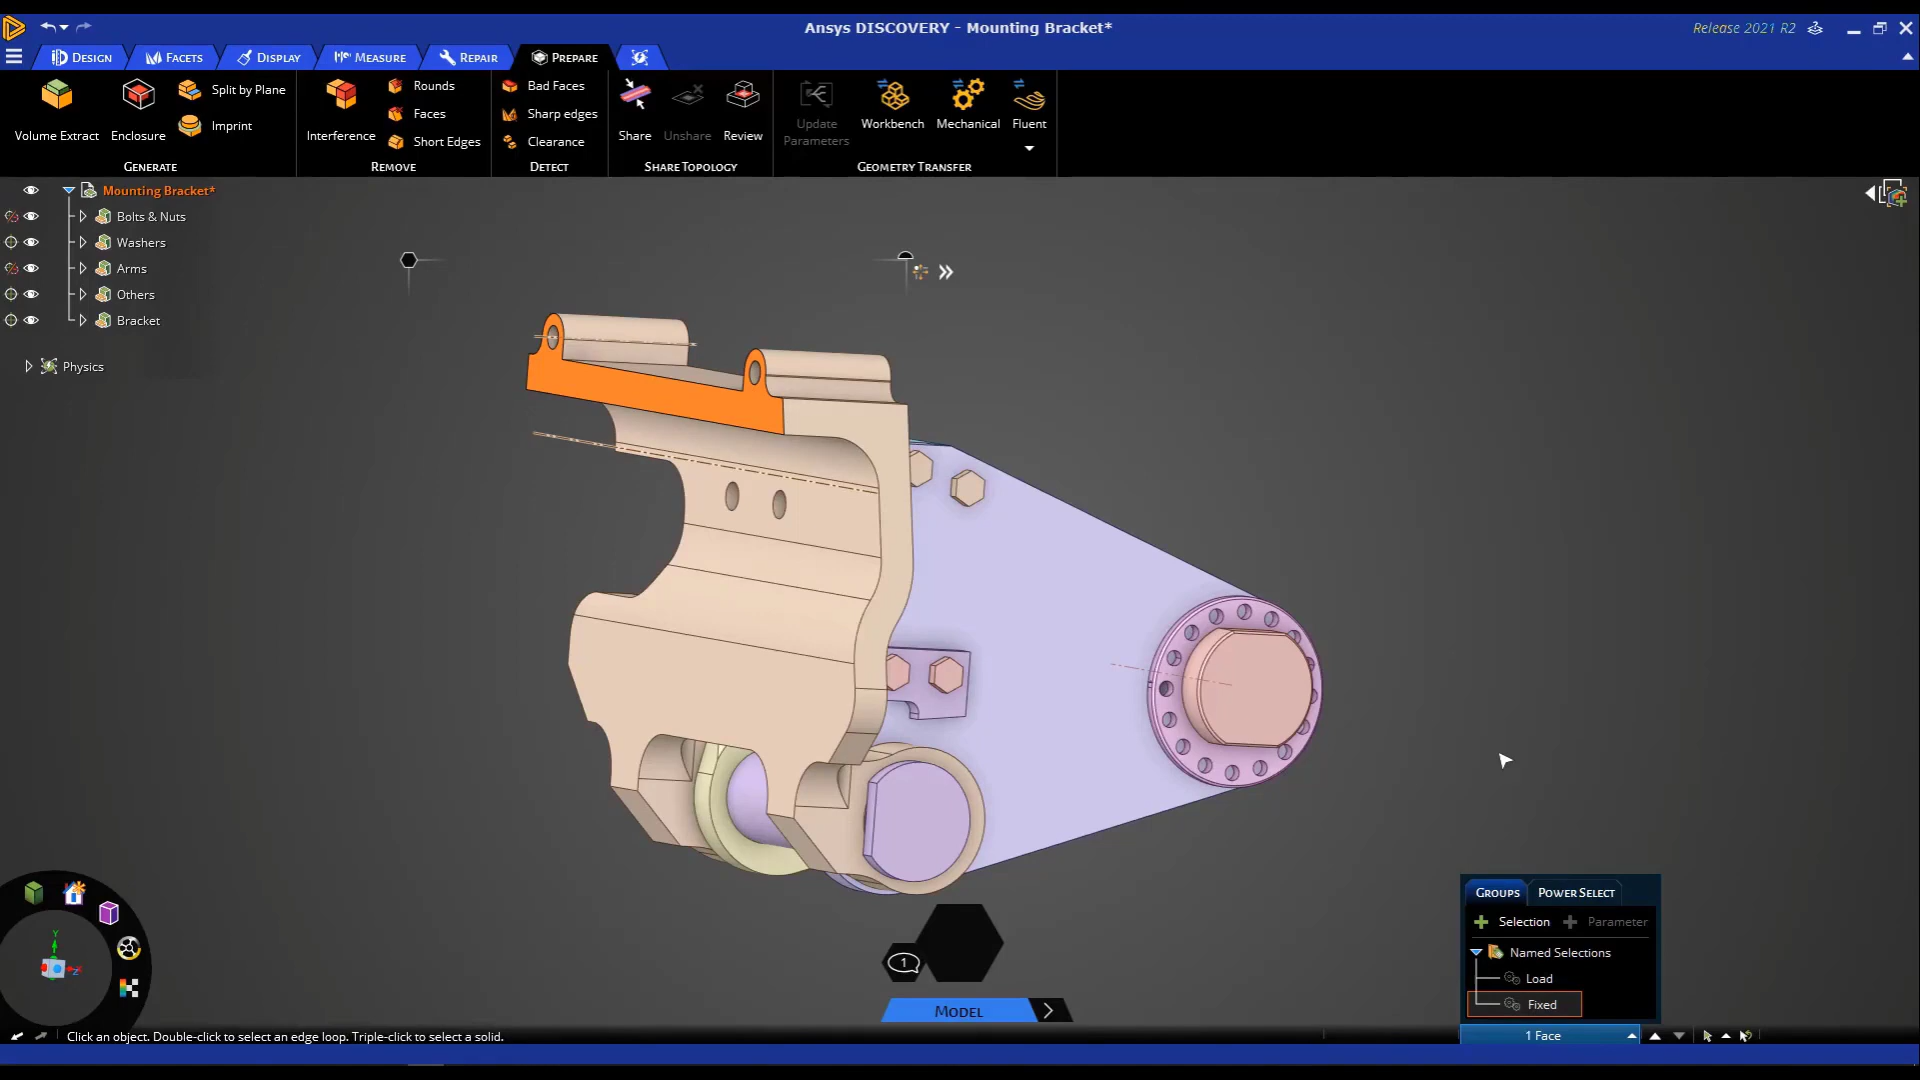 Ansys DISCOVERY - Mounting Bracket*
Release 2021 R2
DESIGN
FACETS
DISPLAY
MEASURE
REPAIR
PREPARE
Volume Extract
Enclosure
Split by Plane
Imprint
GENERATE
Interference
Rounds
Faces
Short Edges
REMOVE
Bad Faces
Sharp edges
Clearance
DETECT
Share
Unshare
Review
SHARE TOPOLOGY
Update
Parameters
Workbench
Mechanical
Fluent
GEOMETRY TRANSFER
Mounting Bracket*
Bolts & Nuts
Washers
Arms
Others
Bracket
Physics
Y
Z
1
MODEL
GROUPS
POWER SELECT
Selection
Parameter
Named Selections
Load
Fixed
Click an object. Double-click to select an edge loop. Triple-click to select a solid.
1 Face